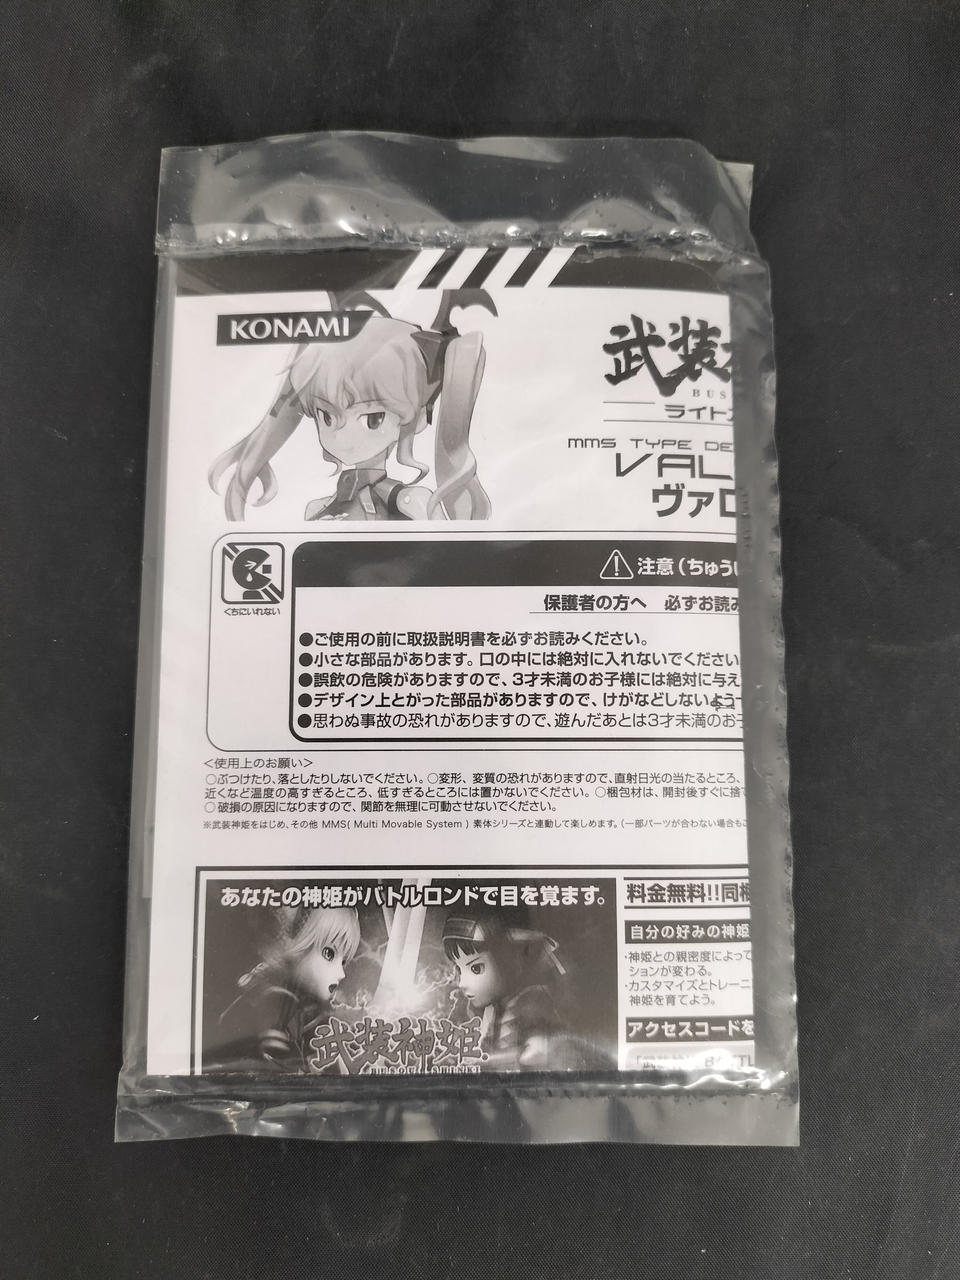 KONAMI
武装
BUS
ライト
MMS TYPE DE
VAL
ヴァロ
くちにいれない
注意(ちゅうい
保護者の方へ 必ずお読み
●ご使用の前に取扱説明書を必ずお読みください。
●小さな部品があります。口の中には絶対に入れないでください
●誤飲の危険がありますので、3才未満のお子様には絶対に与え
●デザイン上とがった部品がありますので、けがなどしないよう
●思わぬ事故の恐れがありますので、遊んだあとは3才未満のお子
<使用上のお願い>
○ぶつけたり、落としたりしないでください。○変形、変質の恐れがありますので、直射日光の当たるところ、
近くなど温度の高すぎるところ、低すぎるところには置かないでください。○梱包材は、開封後すぐに捨て
○破損の原因になりますので、関節を無理に可動させないでください。
※武装神姫をはじめ、その他 MMS( Multi Movable System ) 素体シリーズと連動して楽しめます。(一部パーツが合わない場合も
あなたの神姫がバトルロンドで目を覚ます。
武装神姫
BUSOU SHINKI
料金無料!!同梱
自分の好みの神姫
・神姫との親密度によって
ションが変わる。
・カスタマイズとトレーニ
神姫を育てよう。
アクセスコードを
「武装神姫 BATTL